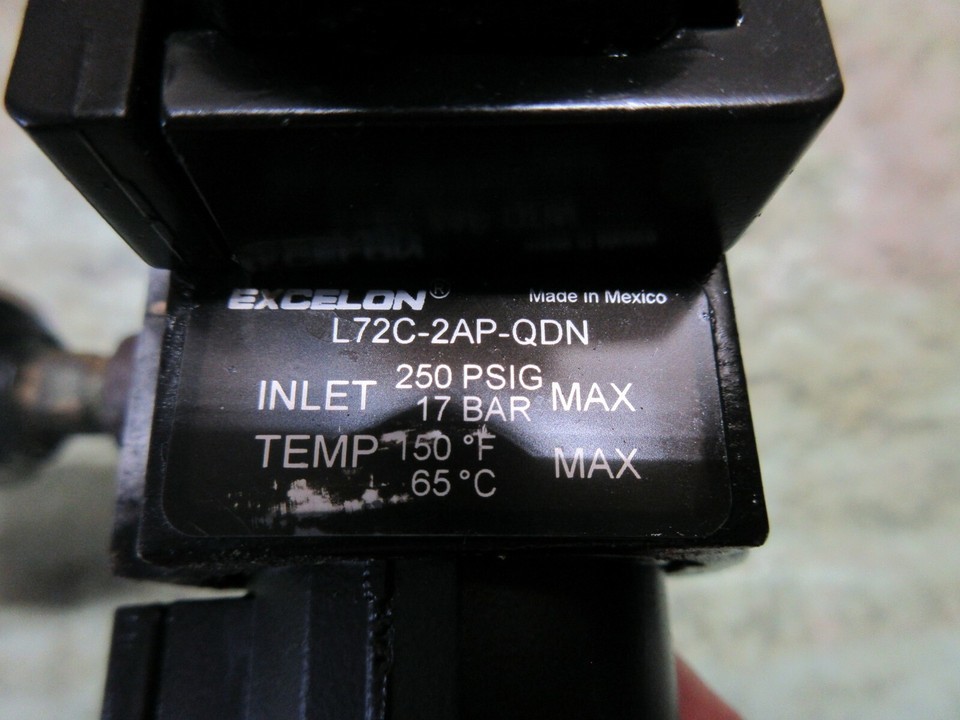 EXCELON® Made in Mexico
L72C-2AP-QDN
INLET 250 PSIG MAX
17 BAR
TEMP 150 °F MAX
65 °C